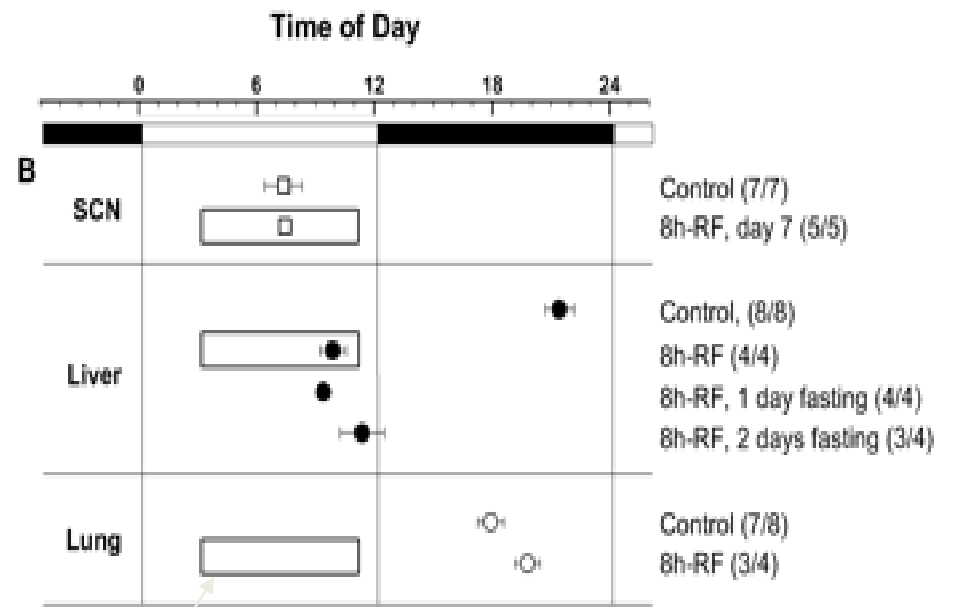 Time of Day
0 6 12 18 24
B
SCN
Control (7/7)
8h-RF, day 7 (5/5)
Liver
Control, (8/8)
8h-RF (4/4)
8h-RF, 1 day fasting (4/4)
8h-RF, 2 days fasting (3/4)
Lung
Control (7/8)
8h-RF (3/4)